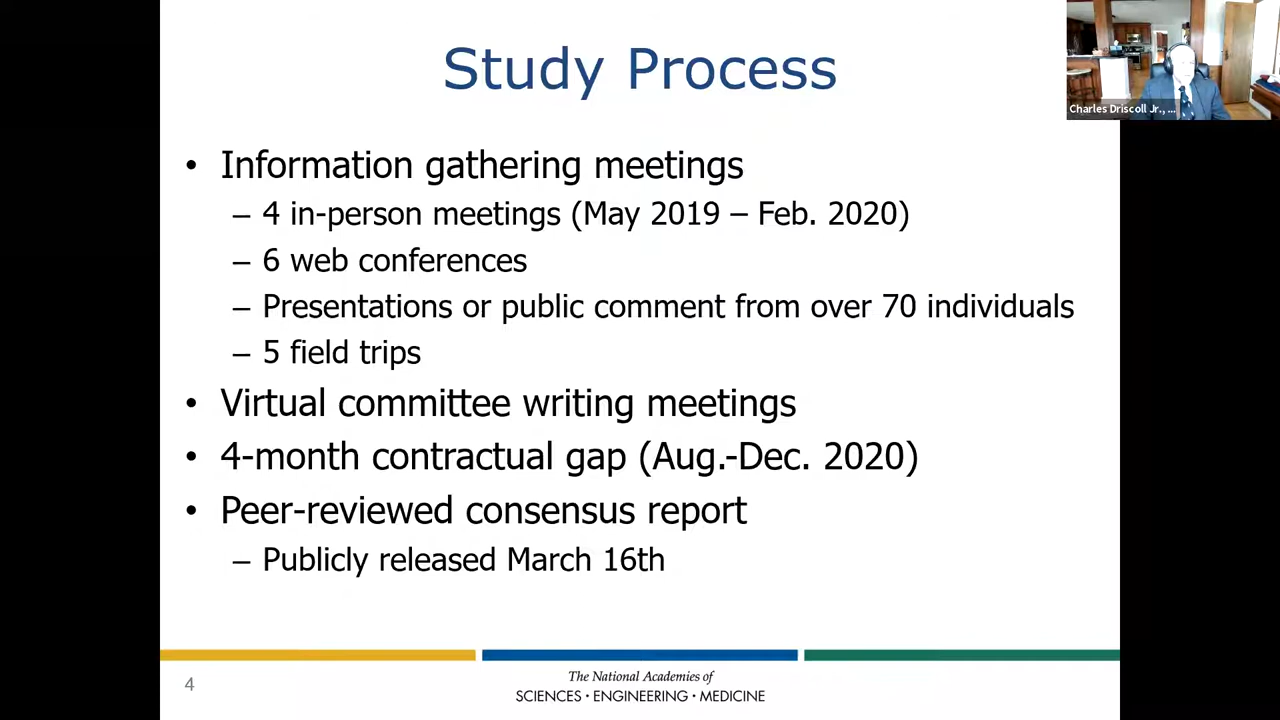 Study Process
Charles Driscoll Jr., ...
• Information gathering meetings
– 4 in-person meetings (May 2019 – Feb. 2020)
– 6 web conferences
– Presentations or public comment from over 70 individuals
– 5 field trips
• Virtual committee writing meetings
• 4-month contractual gap (Aug.-Dec. 2020)
• Peer-reviewed consensus report
– Publicly released March 16th
4
The National Academies of
SCIENCES · ENGINEERING · MEDICINE